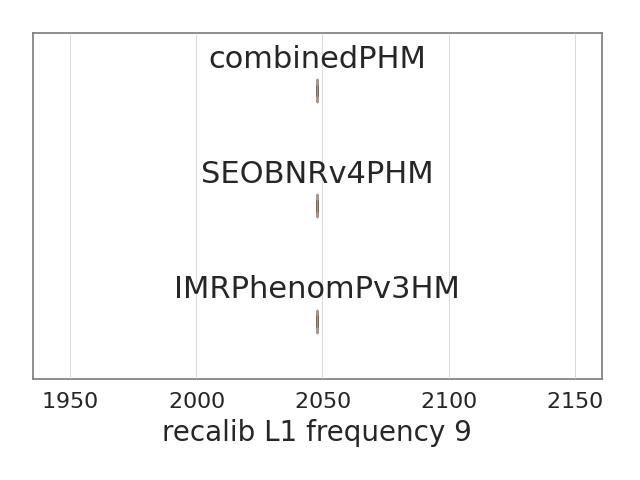 combinedPHM
SEOBNRv4PHM
IMRPhenomPv3HM
1950 2000 2050 2100 2150
recalib L1 frequency 9